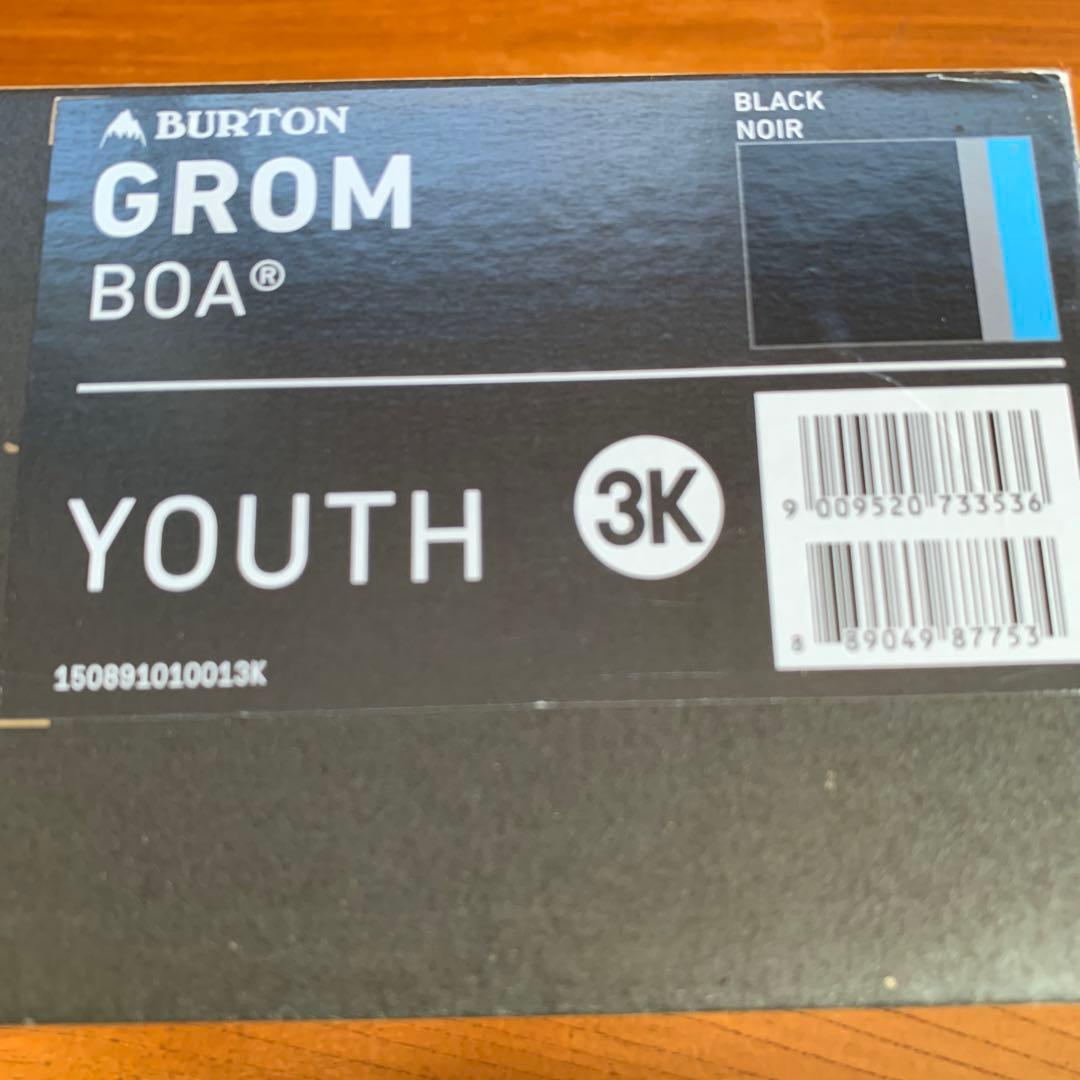 BURTON
GROM
BOA®
BLACK
NOIR
YOUTH
3K
9 009520 733536
8 89049 87753
150891010013K